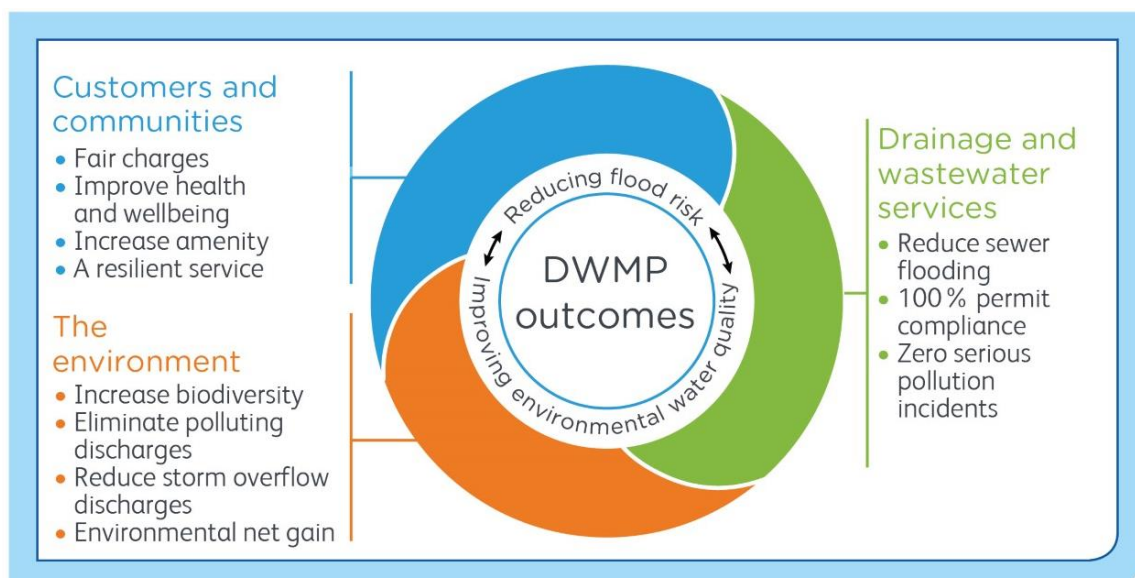 Customers and
communities
• Fair charges
• Improve health
and wellbeing
• Increase amenity
• A resilient service
The
environment
• Increase biodiversity
• Eliminate polluting
discharges
• Reduce storm overflow
discharges
• Environmental net gain
Reducing flood risk
DWMP
outcomes
Improving environmental water quality
Drainage and
wastewater
services
• Reduce sewer
flooding
• 100% permit
compliance
• Zero serious
pollution
incidents